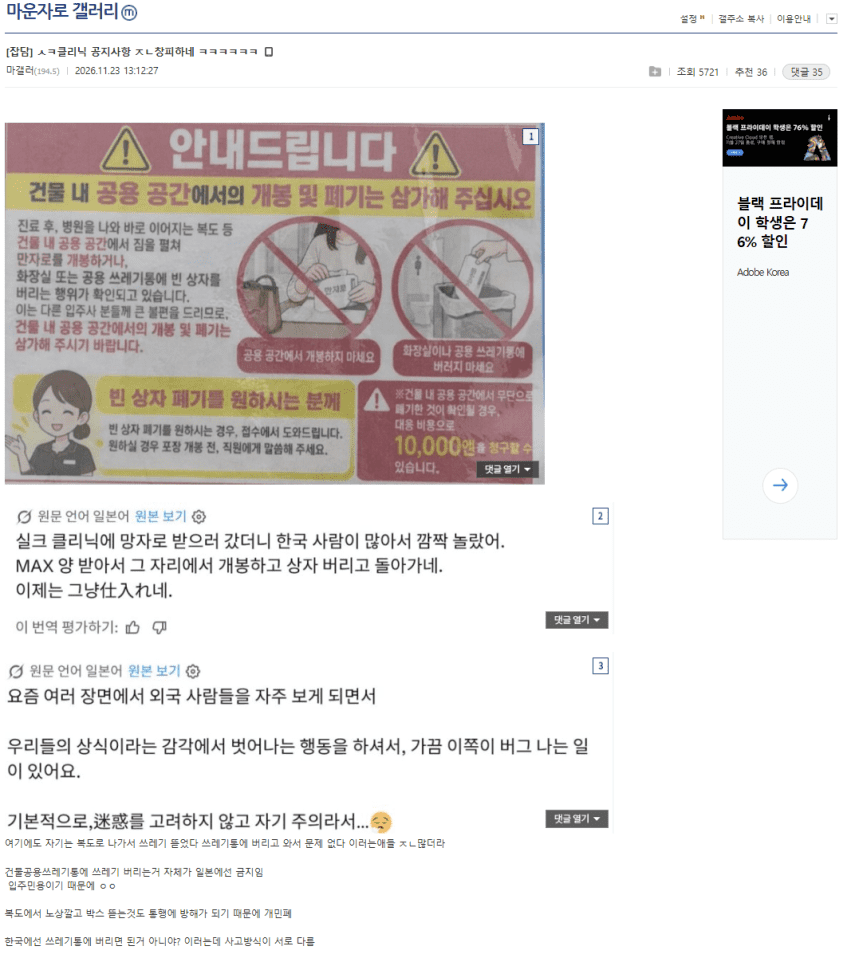 마운자로 갤러리ⓜ
설정 | 갤주소 복사 | 이용안내
[잡담] ㅅㅋ클리닉 공지사항 ㅈㄴ창피하네 ㅋㅋㅋㅋㅋㅋ
마갤러(194.5) | 2026.11.23 13:12:27
조회 5721 | 추천 36 | 댓글 35
1
안내드립니다
건물 내 공용 공간에서의 개봉 및 폐기는 삼가해 주십시오
진료 후, 병원을 나와 바로 이어지는 복도 등
건물 내 공용 공간에서 짐을 펼쳐
만자로를 개봉하거나,
화장실 또는 공용 쓰레기통에 빈 상자를
버리는 행위가 확인되고 있습니다.
이는 다른 입주사 분들께 큰 불편을 드리므로,
건물 내 공용 공간에서의 개봉 및 폐기는
삼가해 주시기 바랍니다.
만자로
공용 공간에서 개봉하지 마세요
화장실이나 공용 쓰레기통에
버리지 마세요
빈 상자 폐기를 원하시는 분께
빈 상자 폐기를 원하시는 경우, 접수에서 도와드립니다.
원하실 경우 포장 개봉 전, 직원에게 말씀해 주세요.
※건물 내 공용 공간에서 무단으로
폐기한 것이 확인될 경우,
대응 비용으로
10,000엔을 청구할 수
있습니다.
댓글 열기
원문 언어 일본어 원본 보기
2
실크 클리닉에 망자로 받으러 갔더니 한국 사람이 많아서 깜짝 놀랐어.
MAX 양 받아서 그 자리에서 개봉하고 상자 버리고 돌아가네.
이제는 그냥仕入れ네.
이 번역 평가하기:
댓글 열기
원문 언어 일본어 원본 보기
3
요즘 여러 장면에서 외국 사람들을 자주 보게 되면서
우리들의 상식이라는 감각에서 벗어나는 행동을 하셔서, 가끔 이쪽이 버그 나는 일
이 있어요.
기본적으로,迷惑를 고려하지 않고 자기 주의라서...😔
댓글 열기
여기에도 자기는 복도로 나가서 쓰레기 뜯었다 쓰레기통에 버리고 와서 문제 없다 이러는애들 ㅈㄴ많더라
건물공용쓰레기통에 쓰레기 버리는거 자체가 일본에선 금지임
입주민용이기 때문에 ㅇㅇ
복도에서 노상깔고 박스 뜯는것도 통행에 방해가 되기 때문에 개민폐
한국에선 쓰레기통에 버리면 된거 아니야? 이러는데 사고방식이 서로 다름
Adobe
블랙 프라이데이 학생은 76% 할인
블랙 프라이데
이 학생은 7
6% 할인
Adobe Korea